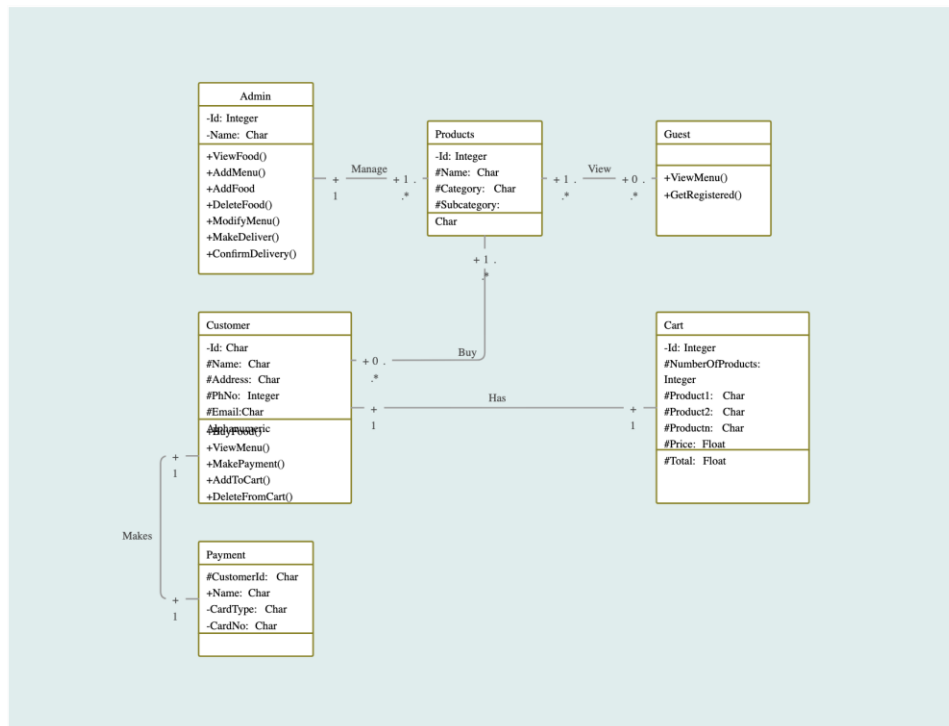 Admin
-Id: Integer
-Name: Char
+ViewFood()
+AddMenu()
+AddFood
+DeleteFood()
+ModifyMenu()
+MakeDeliver()
+ConfirmDelivery()
+
1
Manage
+ 1 .
.*
Products
-Id: Integer
#Name: Char
#Category: Char
#Subcategory:
Char
+ 1 .
.*
View
+ 0 .
.*
Guest
+ViewMenu()
+GetRegistered()
+ 1 .
.*
Buy
+ 0 .
.*
Customer
-Id: Char
#Name: Char
#Address: Char
#PhNo: Integer
#Email:Char
Alphanumeric
+BuyFood()
+ViewMenu()
+MakePayment()
+AddToCart()
+DeleteFromCart()
+
1
Has
+
1
Cart
-Id: Integer
#NumberOfProducts:
Integer
#Product1: Char
#Product2: Char
#Productn: Char
#Price: Float
#Total: Float
+
1
Makes
+
1
Payment
#CustomerId: Char
+Name: Char
-CardType: Char
-CardNo: Char